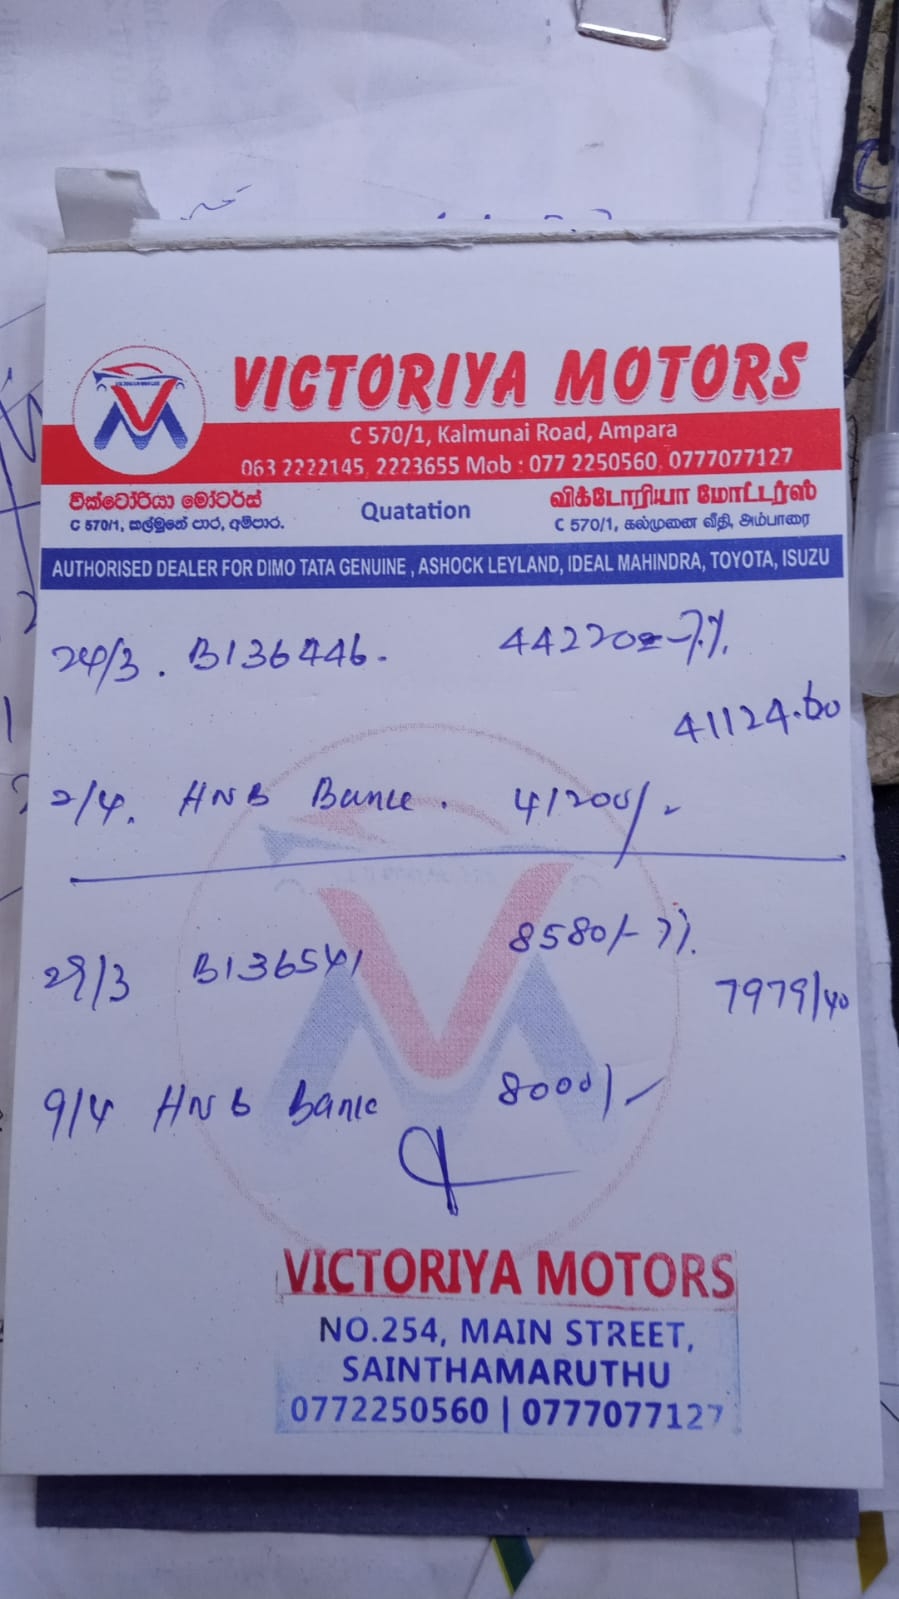 VICTORIYA MOTORS
C 570/1, Kalmunai Road, Ampara
063 2222145, 2223655 Mob : 077 2250560, 0777077127
වික්ටෝරියා මෝටර්ස්
C 570/1, කල්මුනේ පාර, අම්පාර.
Quatation
விக்டோரியா மோட்டர்ஸ்
C 570/1, கல்முனை வீதி, அம்பாரை
AUTHORISED DEALER FOR DIMO TATA GENUINE , ASHOCK LEYLAND, IDEAL MAHINDRA, TOYOTA, ISUZU
24/3. B136446. 44220 - 7%
41124.60
2/4. HNB Bank. 41200/-
29/3 B136541 8580/- 7%
7979/40
9/4 HNB Bank 8000/-
VICTORIYA MOTORS
NO.254, MAIN STREET,
SAINTHAMARUTHU
0772250560 | 0777077127